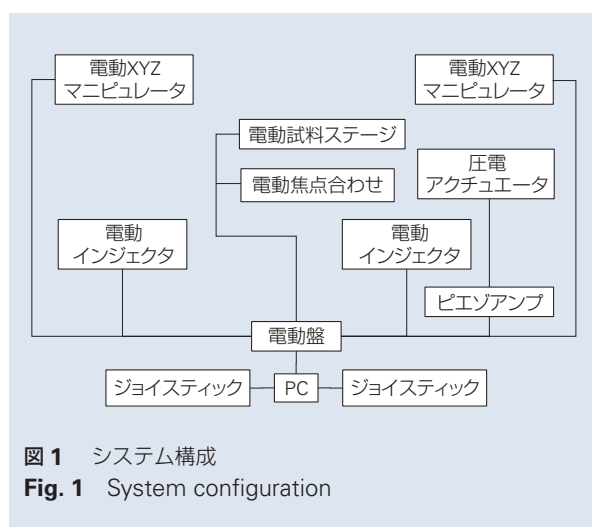 電動XYZ
マニピュレータ
電動XYZ
マニピュレータ
電動試料ステージ
電動焦点合わせ
圧電
アクチュエータ
電動
インジェクタ
電動
インジェクタ
ピエゾアンプ
電動盤
ジョイスティック
PC
ジョイスティック
図1 システム構成
Fig. 1 System configuration